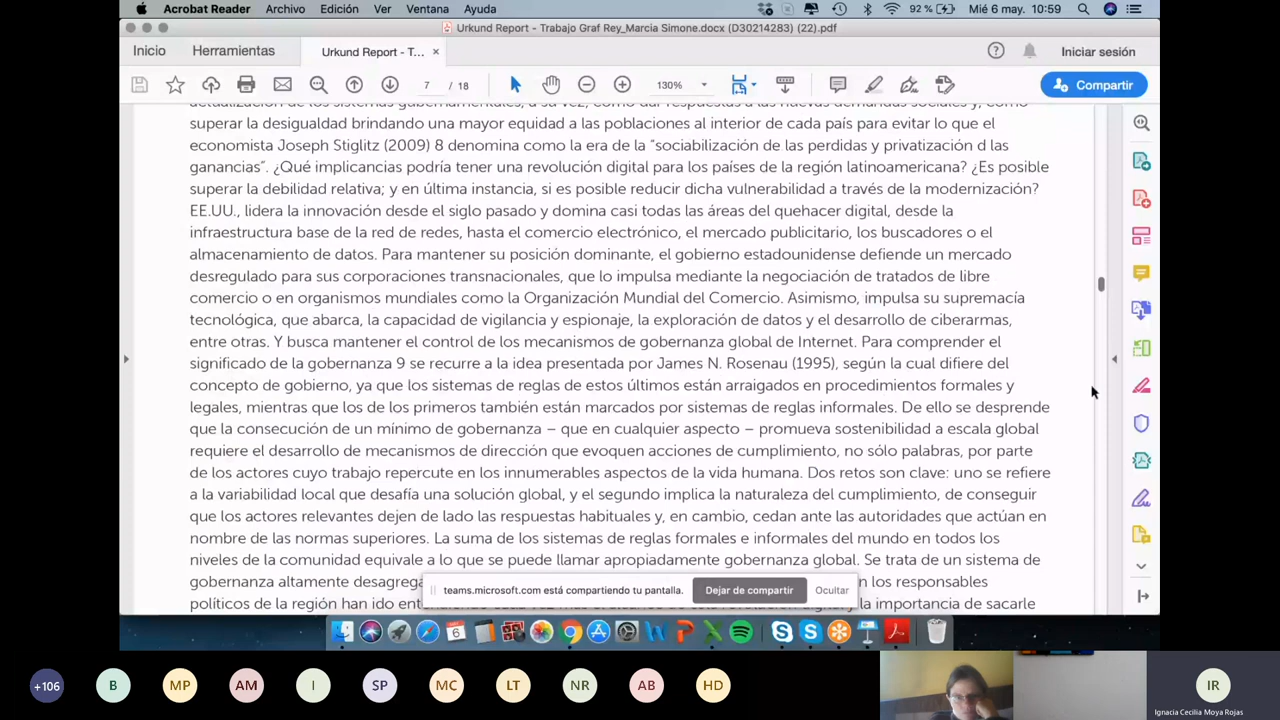 Acrobat Reader Archivo Edición Ver Ventana Ayuda 92 % Mié 6 may. 10:59
Urkund Report - Trabajo Graf Rey_Marcia Simone.docx (D30214283) (22).pdf
Inicio Herramientas Urkund Report - T... × Iniciar sesión
7 / 18 130% Compartir
actualización de los sistemas gubernamentales, a su vez, cómo dar respuestas a las nuevas demandas sociales y, cómo
superar la desigualdad brindando una mayor equidad a las poblaciones al interior de cada país para evitar lo que el
economista Joseph Stiglitz (2009) 8 denomina como la era de la “sociabilización de las perdidas y privatización d las
ganancias”. ¿Qué implicancias podría tener una revolución digital para los países de la región latinoamericana? ¿Es posible
superar la debilidad relativa; y en última instancia, si es posible reducir dicha vulnerabilidad a través de la modernización?
EE.UU., lidera la innovación desde el siglo pasado y domina casi todas las áreas del quehacer digital, desde la
infraestructura base de la red de redes, hasta el comercio electrónico, el mercado publicitario, los buscadores o el
almacenamiento de datos. Para mantener su posición dominante, el gobierno estadounidense defiende un mercado
desregulado para sus corporaciones transnacionales, que lo impulsa mediante la negociación de tratados de libre
comercio o en organismos mundiales como la Organización Mundial del Comercio. Asimismo, impulsa su supremacía
tecnológica, que abarca, la capacidad de vigilancia y espionaje, la exploración de datos y el desarrollo de ciberarmas,
entre otras. Y busca mantener el control de los mecanismos de gobernanza global de Internet. Para comprender el
significado de la gobernanza 9 se recurre a la idea presentada por James N. Rosenau (1995), según la cual difiere del
concepto de gobierno, ya que los sistemas de reglas de estos últimos están arraigados en procedimientos formales y
legales, mientras que los de los primeros también están marcados por sistemas de reglas informales. De ello se desprende
que la consecución de un mínimo de gobernanza – que en cualquier aspecto – promueva sostenibilidad a escala global
requiere el desarrollo de mecanismos de dirección que evoquen acciones de cumplimiento, no sólo palabras, por parte
de los actores cuyo trabajo repercute en los innumerables aspectos de la vida humana. Dos retos son clave: uno se refiere
a la variabilidad local que desafía una solución global, y el segundo implica la naturaleza del cumplimiento, de conseguir
que los actores relevantes dejen de lado las respuestas habituales y, en cambio, cedan ante las autoridades que actúan en
nombre de las normas superiores. La suma de los sistemas de reglas formales e informales del mundo en todos los
niveles de la comunidad equivale a lo que se puede llamar apropiadamente gobernanza global. Se trata de un sistema de
gobernanza altamente desagrega n los responsables
teams.microsoft.com está compartiendo tu pantalla. Dejar de compartir Ocultar
políticos de la región han ido la importancia de sacarle
+106 B MP AM I SP MC LT NR AB HD IR
Ignacia Cecilia Moya Rojas